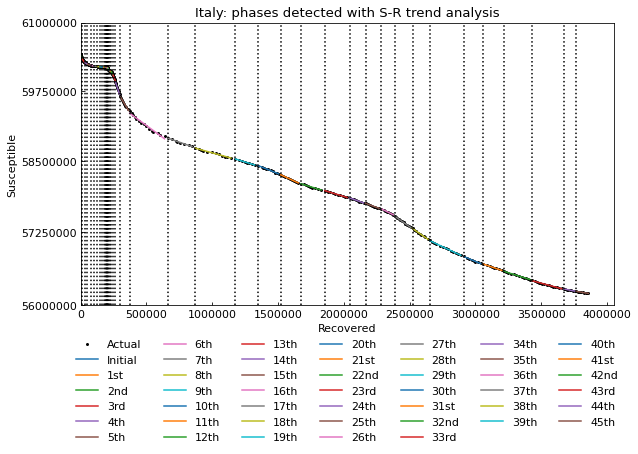 Italy: phases detected with S-R trend analysis
61000000
59750000
58500000
57250000
56000000
Susceptible
0 500000 1000000 1500000 2000000 2500000 3000000 3500000 4000000
Recovered
Actual 6th 13th 20th 27th 34th 40th
Initial 7th 14th 21st 28th 35th 41st
1st 8th 15th 22nd 29th 36th 42nd
2nd 9th 16th 23rd 30th 37th 43rd
3rd 10th 17th 24th 31st 38th 44th
4th 11th 18th 25th 32nd 39th 45th
5th 12th 19th 26th 33rd